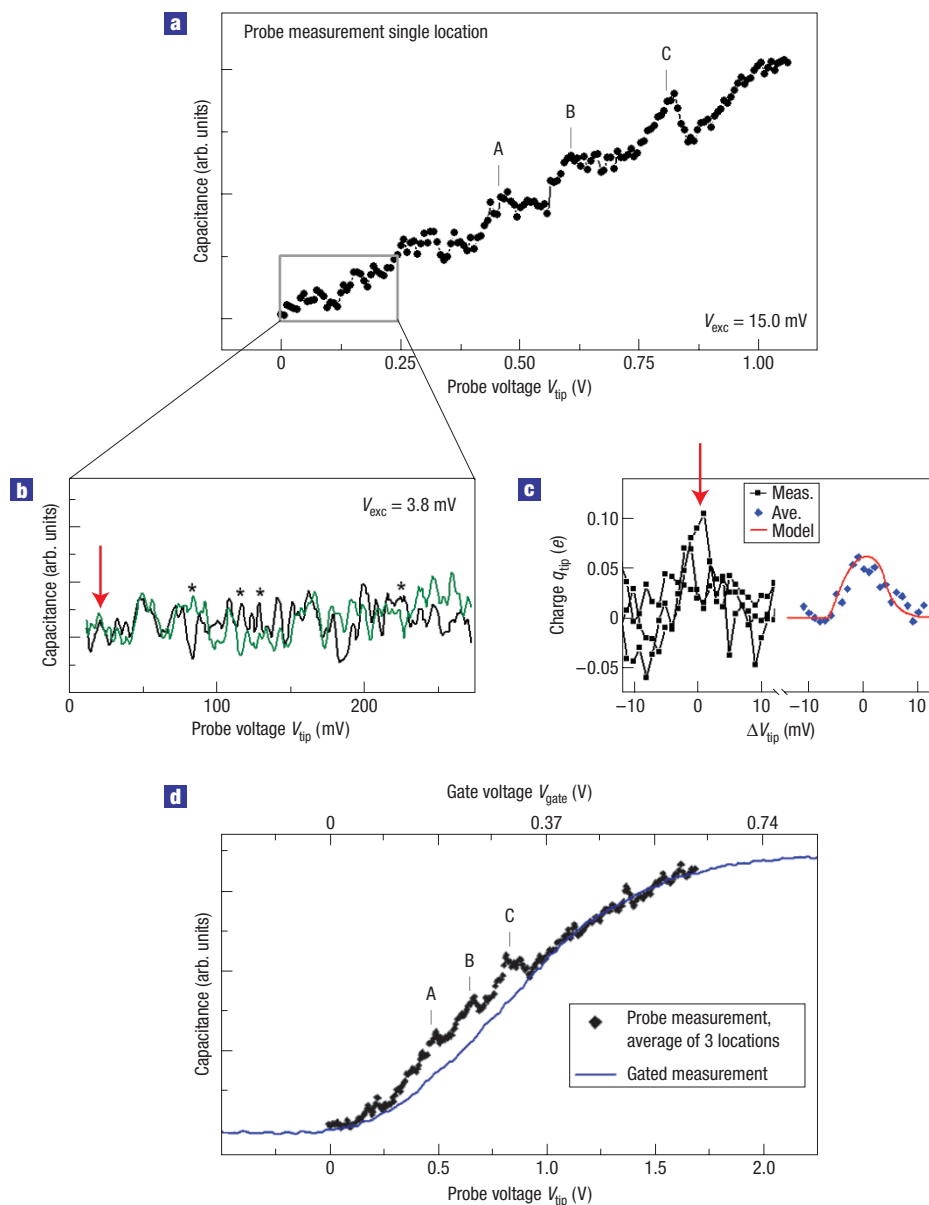 a
Probe measurement single location
A
B
C
Capacitance (arb. units)
V_exc = 15.0 mV
0
0.25
0.50
0.75
1.00
Probe voltage V_tip (V)
b
V_exc = 3.8 mV
Capacitance (arb. units)
*
*
*
*
0
100
200
Probe voltage V_tip (mV)
c
Meas.
Ave.
Model
Charge q_tip (e)
0.10
0.05
0
−0.05
−10
0
10
−10
0
10
ΔV_tip (mV)
d
Gate voltage V_gate (V)
0
0.37
0.74
Capacitance (arb. units)
A
B
C
Probe measurement,
average of 3 locations
Gated measurement
0
0.5
1.0
1.5
2.0
Probe voltage V_tip (V)